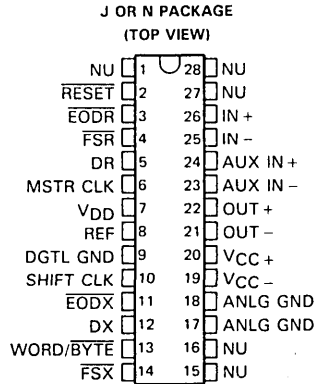 J OR N PACKAGE
(TOP VIEW)
NU 1 28 NU
RESET 2 27 NU
EODR 3 26 IN +
FSR 4 25 IN −
DR 5 24 AUX IN +
MSTR CLK 6 23 AUX IN −
VDD 7 22 OUT +
REF 8 21 OUT −
DGTL GND 9 20 VCC +
SHIFT CLK 10 19 VCC −
EODX 11 18 ANLG GND
DX 12 17 ANLG GND
WORD/BYTE 13 16 NU
FSX 14 15 NU